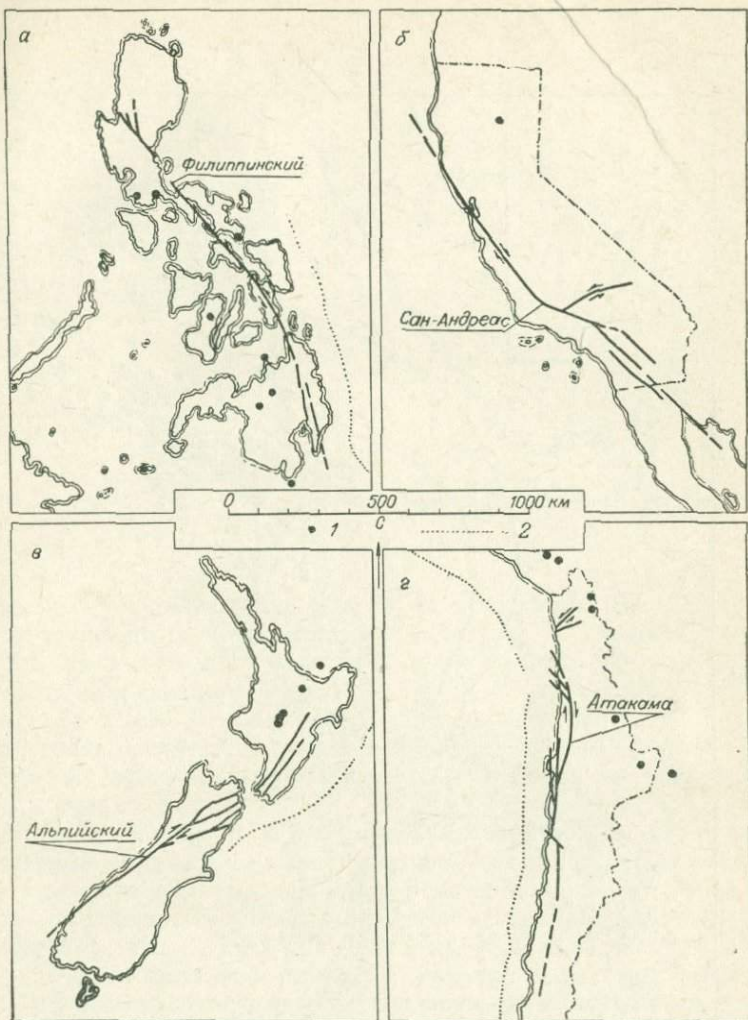 а
б
Филиппинский
Сан-Андреас
0 500 1000 км
1 С 2
в
г
Атакама
Альпийский